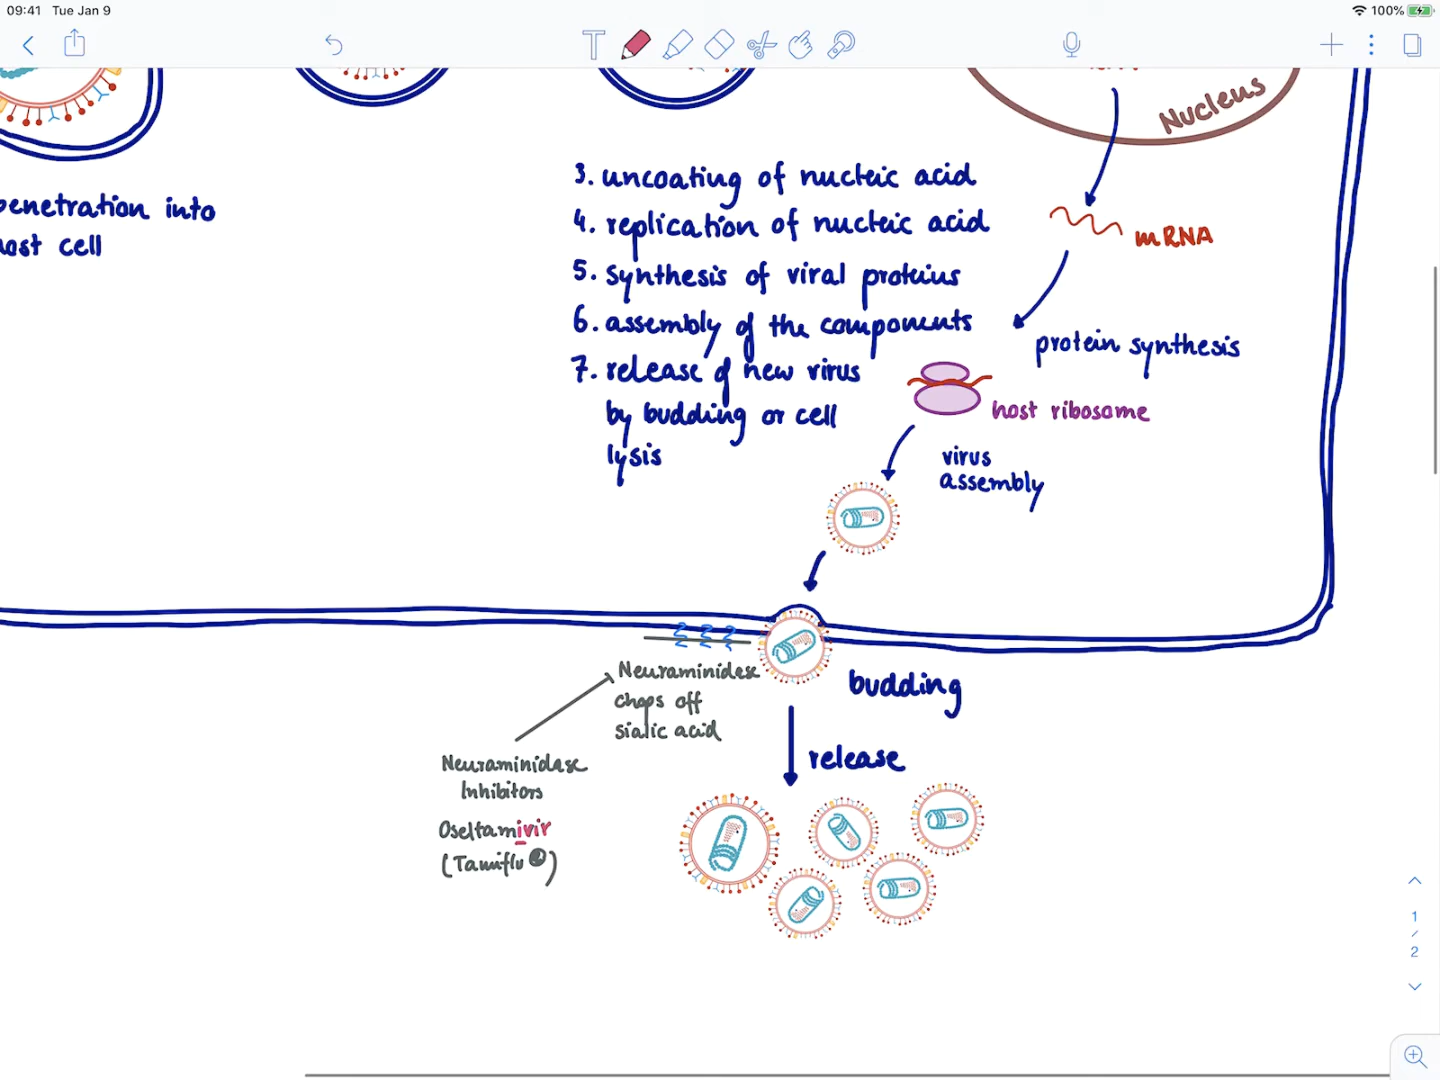 09:41 Tue Jan 9
100%
Nucleus
penetration into
host cell
3. uncoating of nucleic acid
4. replication of nucleic acid
5. synthesis of viral proteins
6. assembly of the components
7. release of new virus
by budding or cell
lysis
mRNA
protein synthesis
host ribosome
virus
assembly
Neuraminidase
chops off
sialic acid
budding
release
Neuraminidase
Inhibitors
Oseltamivir
(Tamiflu ®)
1
/
2